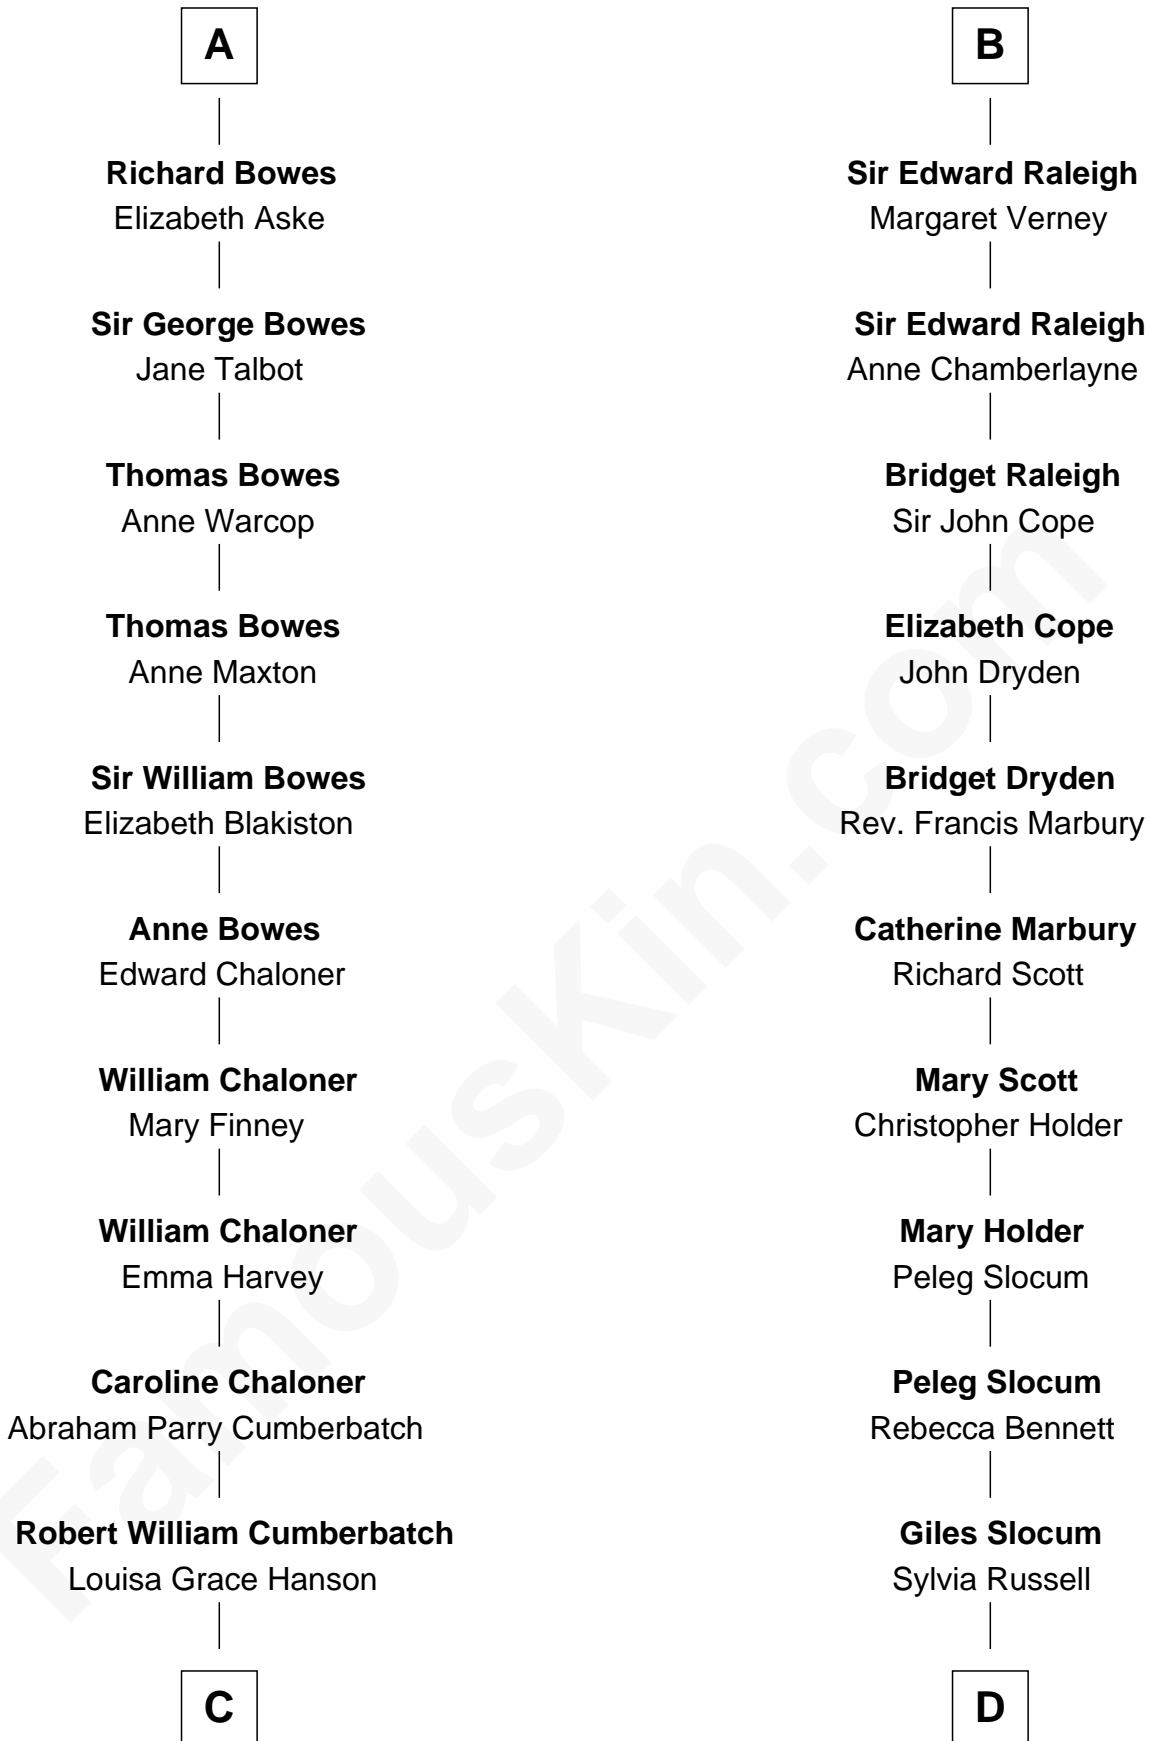 A
Richard Bowes
Elizabeth Aske
Sir George Bowes
Jane Talbot
Thomas Bowes
Anne Warcop
Thomas Bowes
Anne Maxton
Sir William Bowes
Elizabeth Blakiston
Anne Bowes
Edward Chaloner
William Chaloner
Mary Finney
William Chaloner
Emma Harvey
Caroline Chaloner
Abraham Parry Cumberbatch
Robert William Cumberbatch
Louisa Grace Hanson
C
B
Sir Edward Raleigh
Margaret Verney
Sir Edward Raleigh
Anne Chamberlayne
Bridget Raleigh
Sir John Cope
Elizabeth Cope
John Dryden
Bridget Dryden
Rev. Francis Marbury
Catherine Marbury
Richard Scott
Mary Scott
Christopher Holder
Mary Holder
Peleg Slocum
Peleg Slocum
Rebecca Bennett
Giles Slocum
Sylvia Russell
D
FamousKin.com